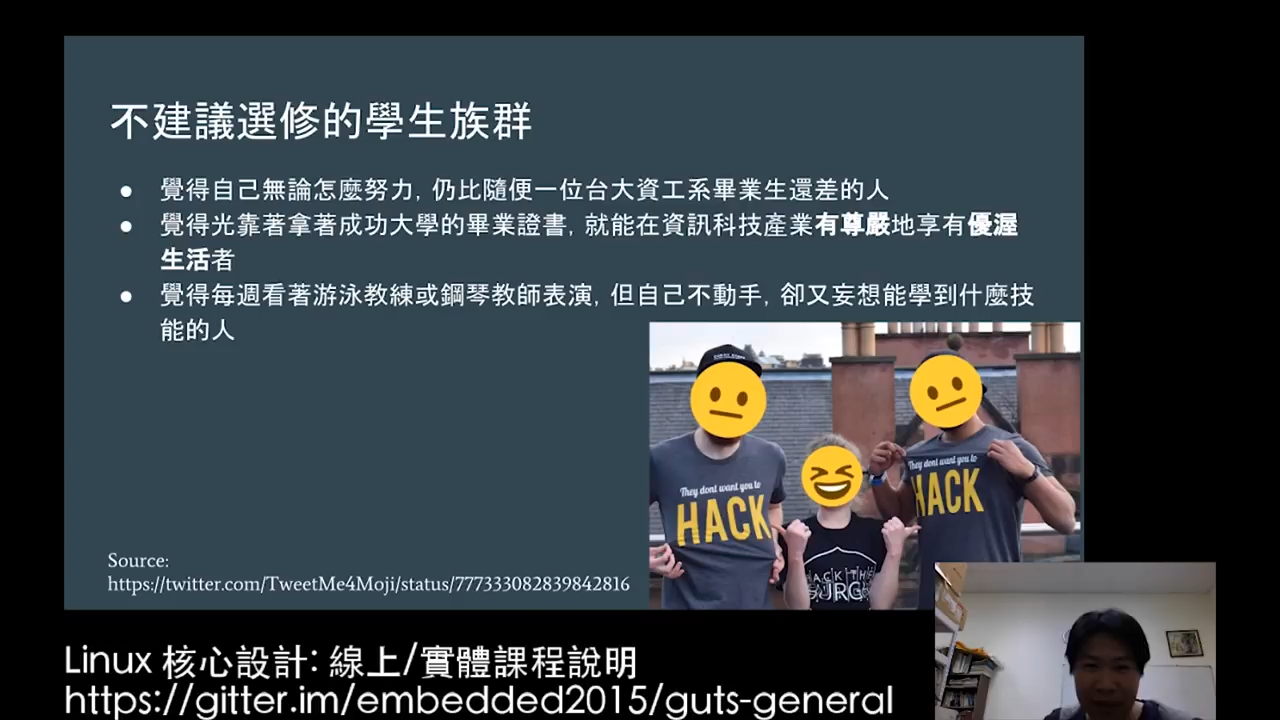 不建議選修的學生族群
● 覺得自己無論怎麼努力, 仍比隨便一位台大資工系畢業生還差的人
● 覺得光靠著拿著成功大學的畢業證書, 就能在資訊科技產業有尊嚴地享有優渥
生活者
● 覺得每週看著游泳教練或鋼琴教師表演, 但自己不動手, 卻又妄想能學到什麼技
能的人
They dont want you to
HACK
They dont want you to
HACK
HACK THE
Source:
https://twitter.com/TweetMe4Moji/status/777333082839842816
Linux 核心設計: 線上/實體課程說明
https://gitter.im/embedded2015/guts-general